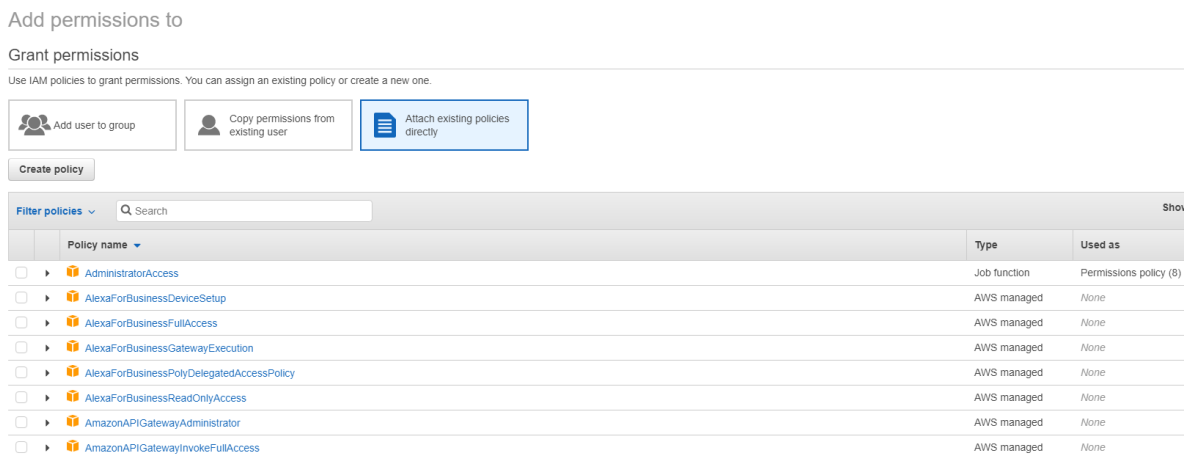 Add permissions to
Grant permissions
Use IAM policies to grant permissions. You can assign an existing policy or create a new one.
Add user to group
Copy permissions from
existing user
Attach existing policies
directly
Create policy
Filter policies
Search
Show
Policy name Type Used as
AdministratorAccess Job function Permissions policy (8)
AlexaForBusinessDeviceSetup AWS managed None
AlexaForBusinessFullAccess AWS managed None
AlexaForBusinessGatewayExecution AWS managed None
AlexaForBusinessPolyDelegatedAccessPolicy AWS managed None
AlexaForBusinessReadOnlyAccess AWS managed None
AmazonAPIGatewayAdministrator AWS managed None
AmazonAPIGatewayInvokeFullAccess AWS managed None